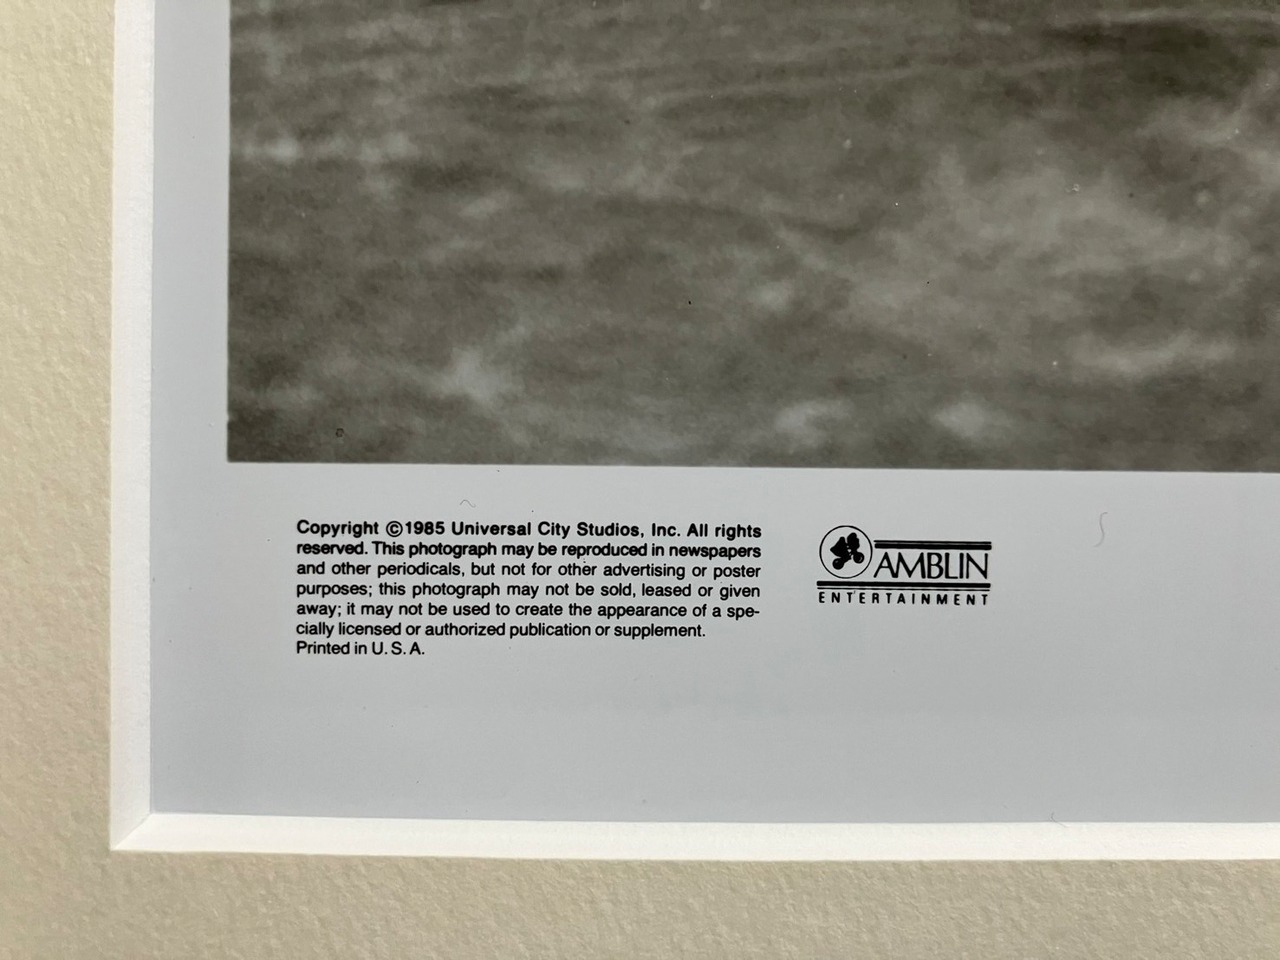 Copyright ©1985 Universal City Studios, Inc. All rights
reserved. This photograph may be reproduced in newspapers
and other periodicals, but not for other advertising or poster
purposes; this photograph may not be sold, leased or given
away; it may not be used to create the appearance of a spe-
cially licensed or authorized publication or supplement.
Printed in U.S.A.
AMBLIN
ENTERTAINMENT